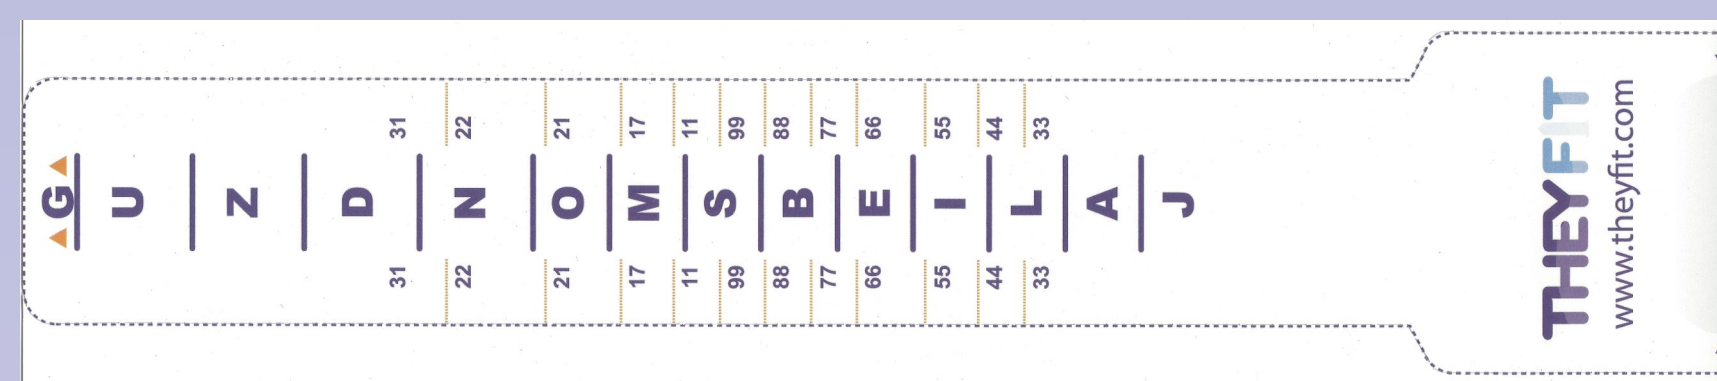 31 22 21 17 11 99 88 77 66 55 44 33
G U Z D N O M S B E I L A J
31 22 21 17 11 99 88 77 66 55 44 33
THEYFIT
www.theyfit.com